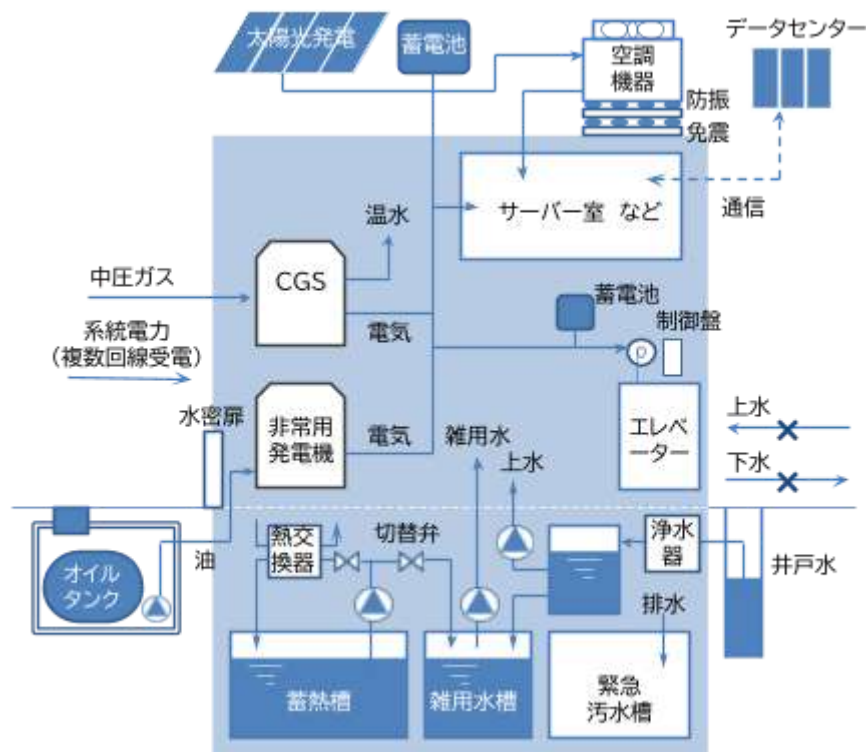 太陽光発電
蓄電池
空調
機器
データセンター
防振
免震
サーバー室 など
通信
温水
中圧ガス
CGS
電気
蓄電池
制御盤
系統電力
（複数回線受電）
p
水密扉
非常用
発電機
電気
雑用水
上水
エレベ
ーター
上水
下水
オイル
タンク
油
熱交
換器
切替弁
浄水
器
井戸水
排水
蓄熱槽
雑用水槽
緊急
汚水槽